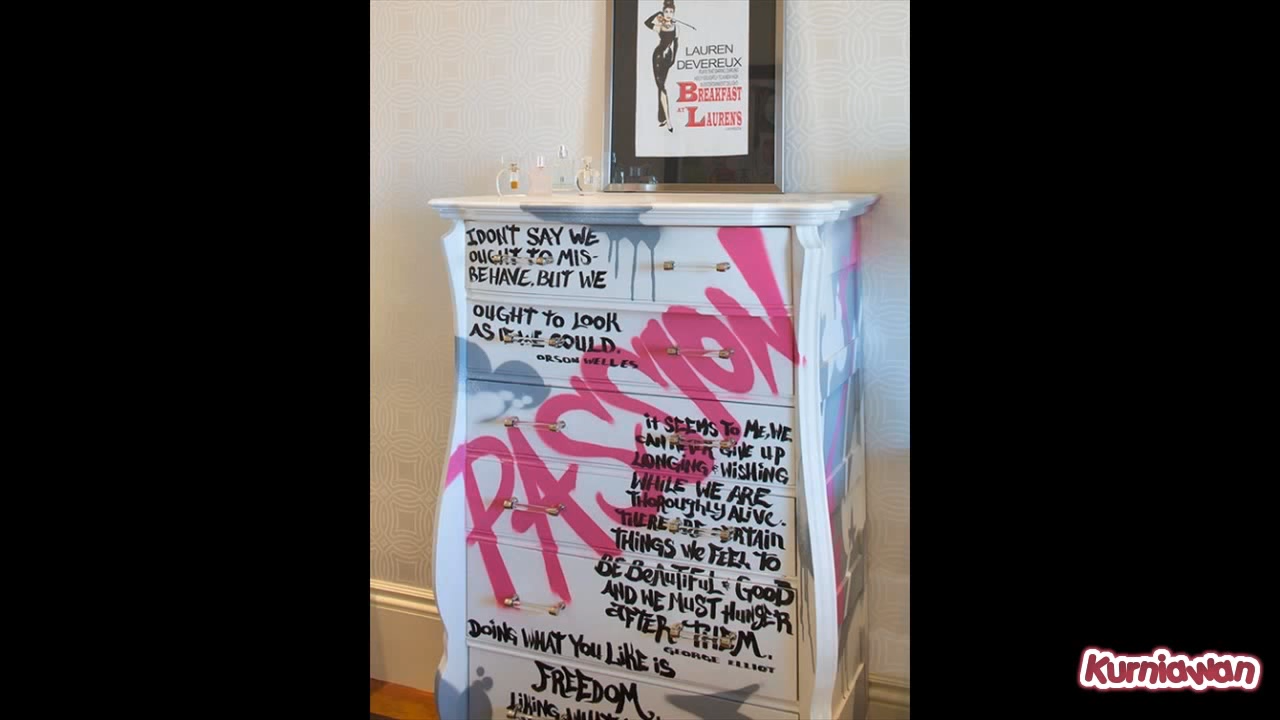 LAUREN
DEVEREUX
BREAKFAST
AT LAUREN'S
I DON'T SAY WE
OUGHT TO MIS-
BEHAVE, BUT WE
OUGHT TO LOOK
AS IF WE COULD.
ORSON WELLES
PASSION
IT SEEMS TO ME, WE
CAN NEVER GIVE UP
LONGING & WISHING
WHILE WE ARE
THOROUGHLY ALIVE.
THERE ARE CERTAIN
THINGS WE FEEL TO
BE BEAUTIFUL & GOOD
AND WE MUST HUNGER
AFTER THEM.
GEORGE ELLIOT
DOING WHAT YOU LIKE IS
FREEDOM
LIKING WHAT
Kurniawan